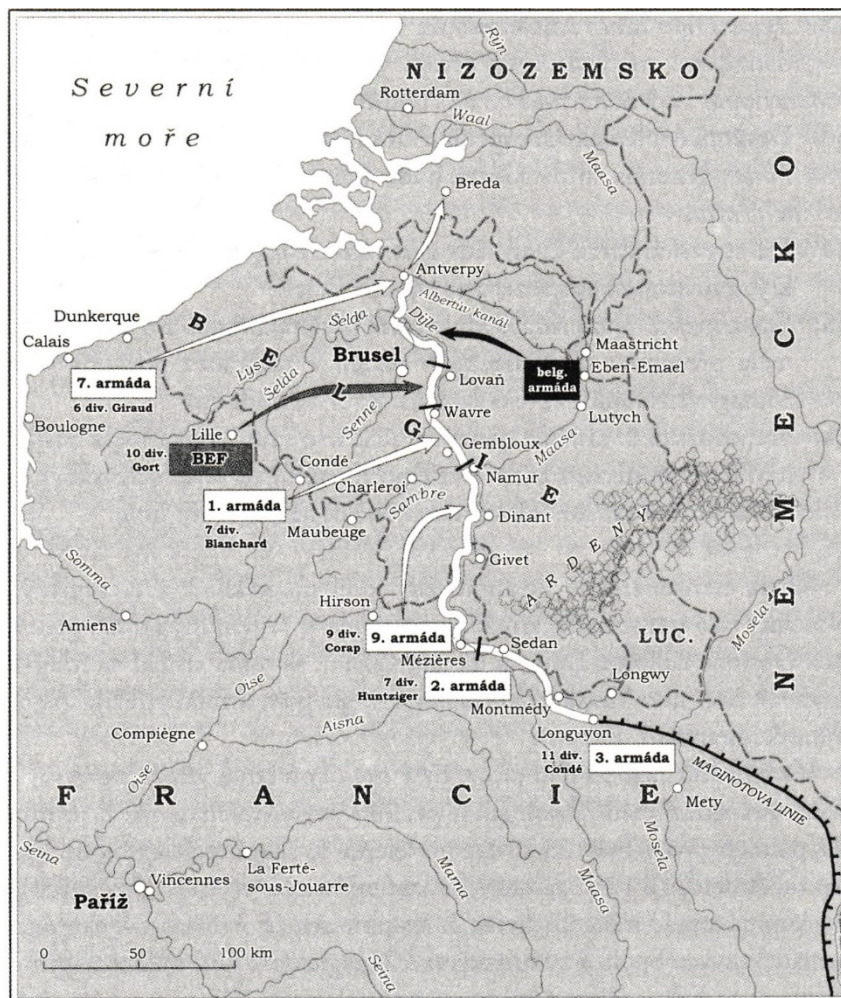 Severní
moře
NIZOZEMSKO
Rýn
Rotterdam
Waal
Maasa
Breda
NĚMECKO
Antverpy
Albertův kanál
Dunkerque
Calais
BELGIE
Šelda
Dijle
Lys
Šelda
Brusel
Maastricht
Eben-Emael
belg.
armáda
7. armáda
6 div. Giraud
Lovaň
Lutych
Boulogne
Lille
Senne
Wavre
10 div.
Gort
BEF
Gembloux
Maasa
Condé
Charleroi
Namur
1. armáda
7 div.
Blanchard
Sambre
Maubeuge
Dinant
ARDENY
Givet
Somma
Amiens
Hirson
LUC.
Mosela
9 div.
Corap
9. armáda
Mézières
Sedan
7 div.
Huntziger
2. armáda
Longwy
Oise
Montmédy
Aisna
Longuyon
Compiègne
11 div.
Condé
3. armáda
MAGINOTOVA LINIE
Oise
FRANCIE
Mety
Seina
Marna
Maasa
Mosela
Vincennes
La Ferté-
sous-Jouarre
Paříž
Seina
0 50 100 km